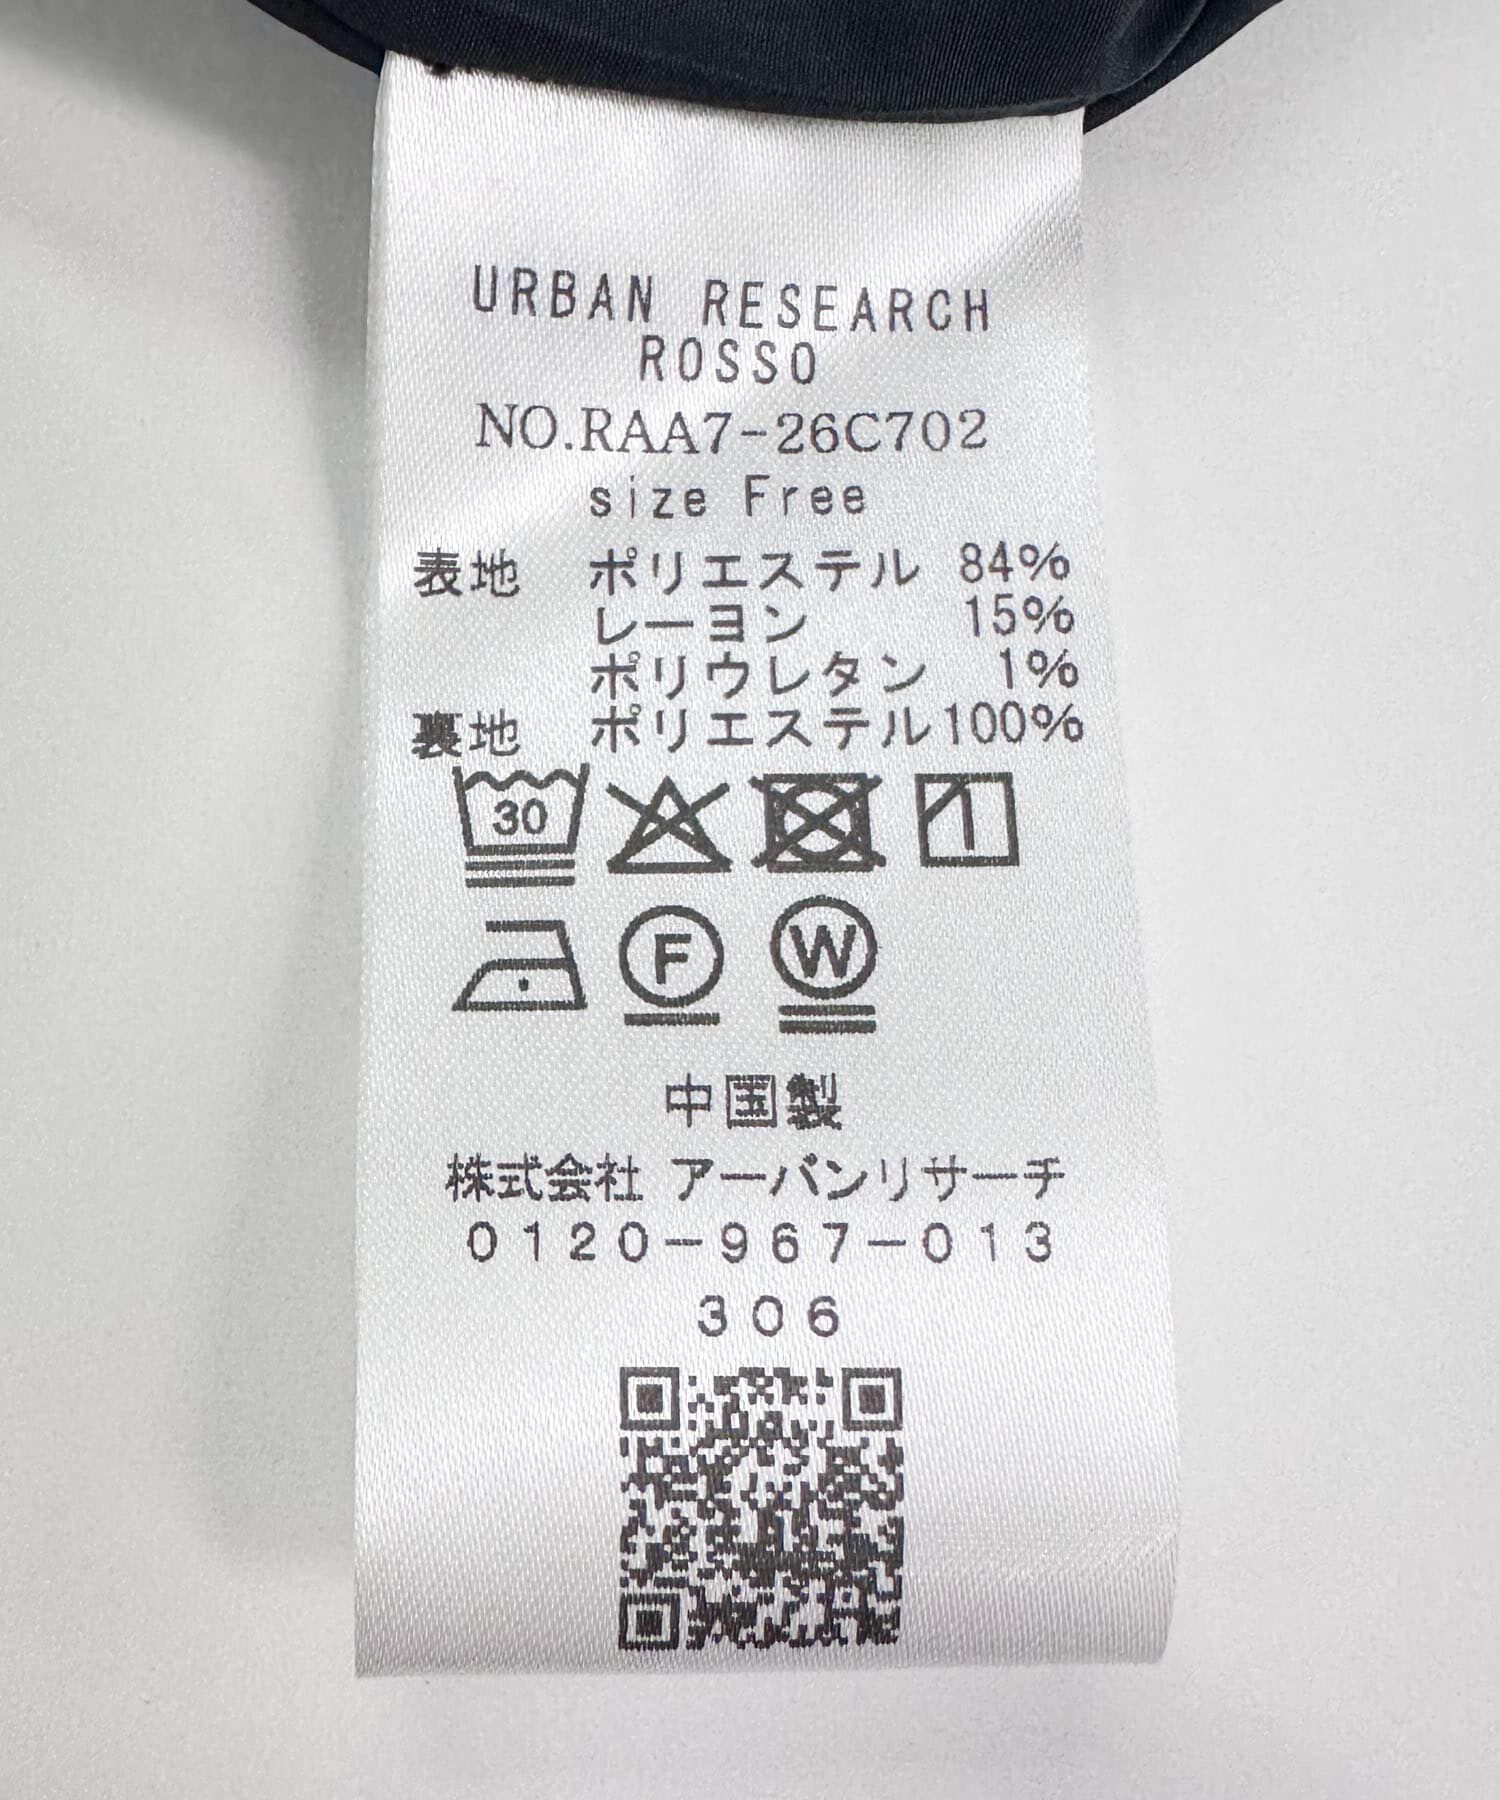 URBAN RESEARCH
ROSSO
NO.RAA7-26C702
size Free
表地 ポリエステル 84%
レーヨン 15%
ポリウレタン 1%
裏地 ポリエステル100%
30
F
W
中国製
株式会社 アーバンリサーチ
0120-967-013
306